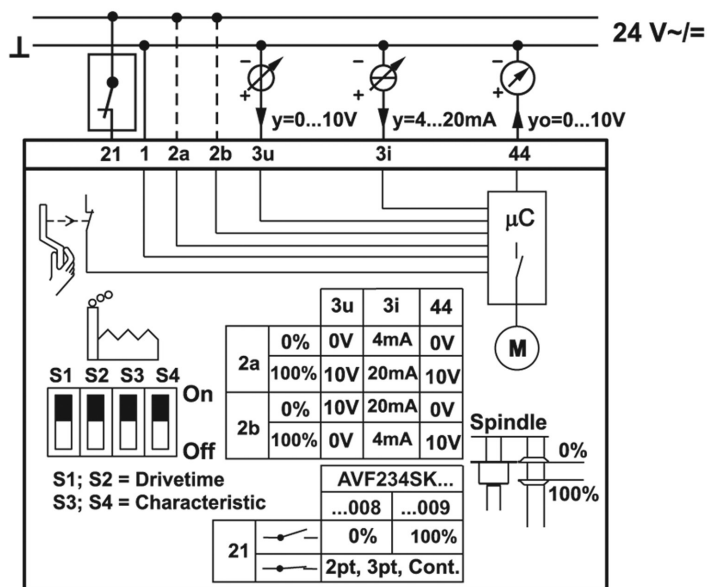 ⊥ 24 V~/=
− − −
+ + +
y=0...10V y=4...20mA yo=0...10V
21 1 2a 2b 3u 3i 44
μC
3u 3i 44
2a 0% 0V 4mA 0V
100% 10V 20mA 10V
2b 0% 10V 20mA 0V
100% 0V 4mA 10V
M
S1 S2 S3 S4
On
Off
S1; S2 = Drivetime
S3; S4 = Characteristic
Spindle
0%
100%
AVF234SK...
...008 ...009
21 0% 100%
2pt, 3pt, Cont.